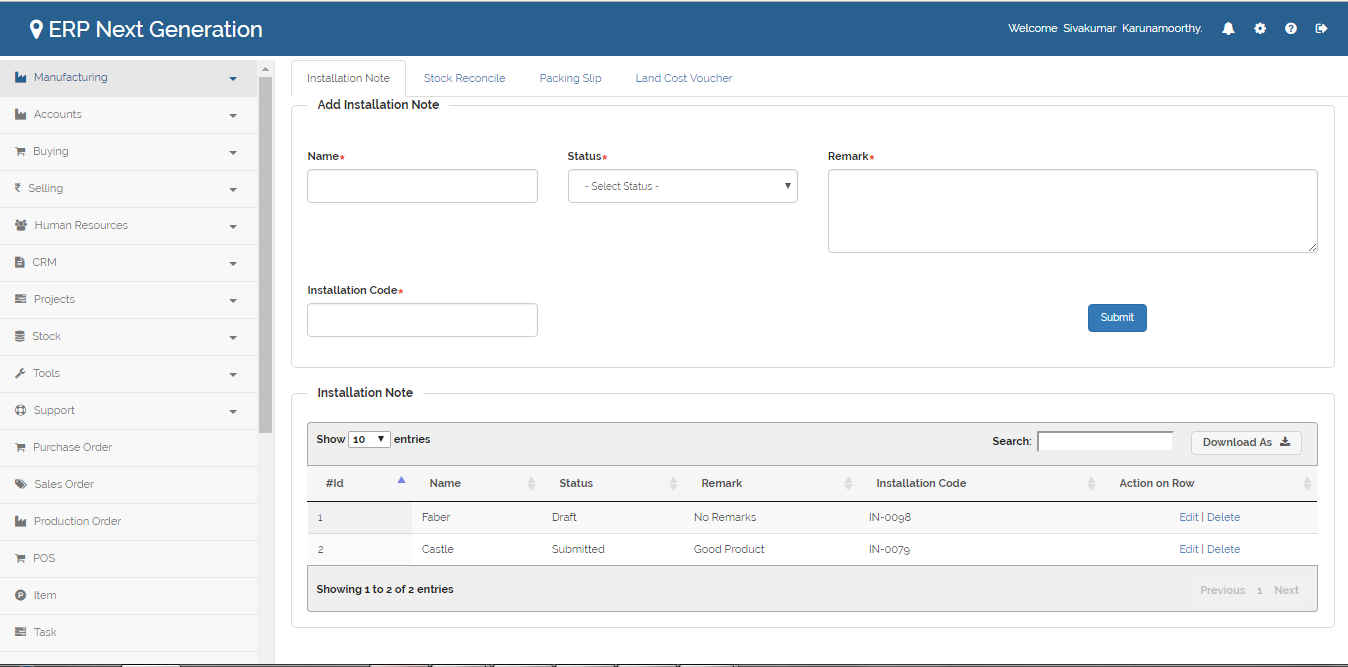 ERP Next Generation
Welcome Sivakumar Karunamoorthy.
Manufacturing
Accounts
Buying
Selling
Human Resources
CRM
Projects
Stock
Tools
Support
Purchase Order
Sales Order
Production Order
POS
Item
Task
Installation Note Stock Reconcile Packing Slip Land Cost Voucher
Add Installation Note
Name* Status* Remark*
- Select Status -
Installation Code*
Submit
Installation Note
Show 10 entries Search: Download As
#Id Name Status Remark Installation Code Action on Row
1 Faber Draft No Remarks IN-0098 Edit | Delete
2 Castle Submitted Good Product IN-0079 Edit | Delete
Showing 1 to 2 of 2 entries Previous 1 Next